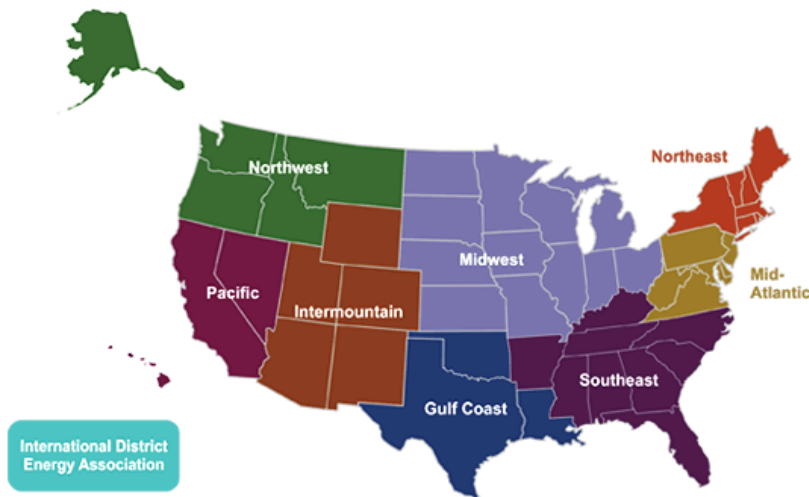 Northwest
Northeast
Midwest
Mid-
Atlantic
Pacific
Intermountain
Southeast
Gulf Coast
International District
Energy Association